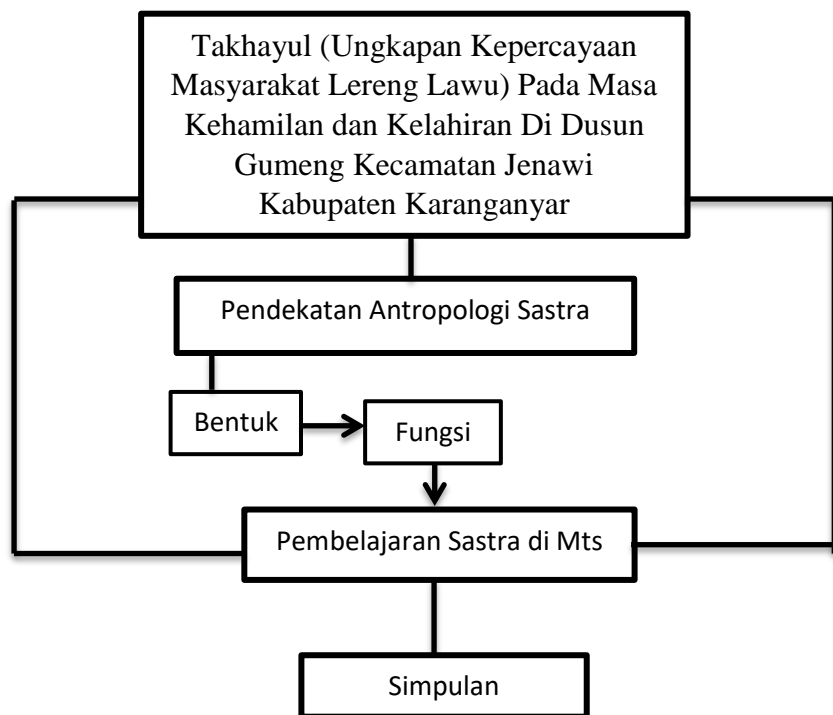 Takhayul (Ungkapan Kepercayaan
Masyarakat Lereng Lawu) Pada Masa
Kehamilan dan Kelahiran Di Dusun
Gumeng Kecamatan Jenawi
Kabupaten Karanganyar
Pendekatan Antropologi Sastra
Bentuk
Fungsi
Pembelajaran Sastra di Mts
Simpulan